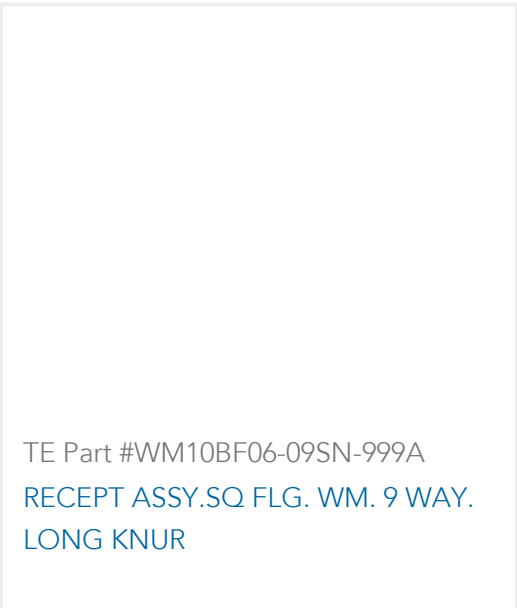 TE Part #WM10BF06-09SN-999A
RECEPT ASSY.SQ FLG. WM. 9 WAY.
LONG KNUR